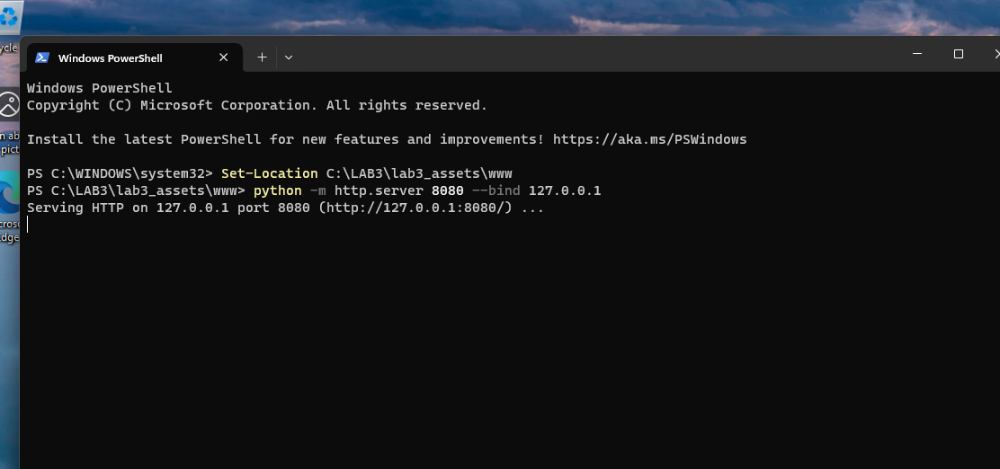 ycle
Windows PowerShell
n ab
pict
cros
dge
Windows PowerShell
Copyright (C) Microsoft Corporation. All rights reserved.
Install the latest PowerShell for new features and improvements! https://aka.ms/PSWindows
PS C:\WINDOWS\system32> Set-Location C:\LAB3\lab3_assets\www
PS C:\LAB3\lab3_assets\www> python -m http.server 8080 --bind 127.0.0.1
Serving HTTP on 127.0.0.1 port 8080 (http://127.0.0.1:8080/) ...